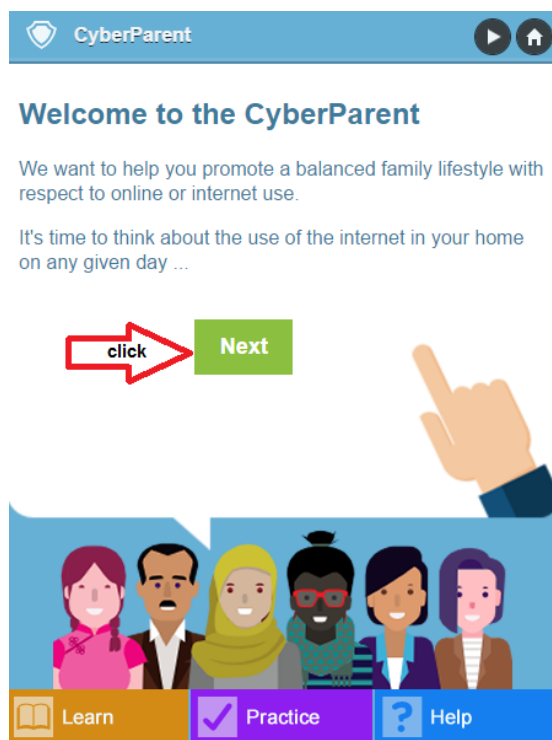 CyberParent
Welcome to the CyberParent
We want to help you promote a balanced family lifestyle with
respect to online or internet use.
It's time to think about the use of the internet in your home
on any given day ...
click
Next
Learn
Practice
Help